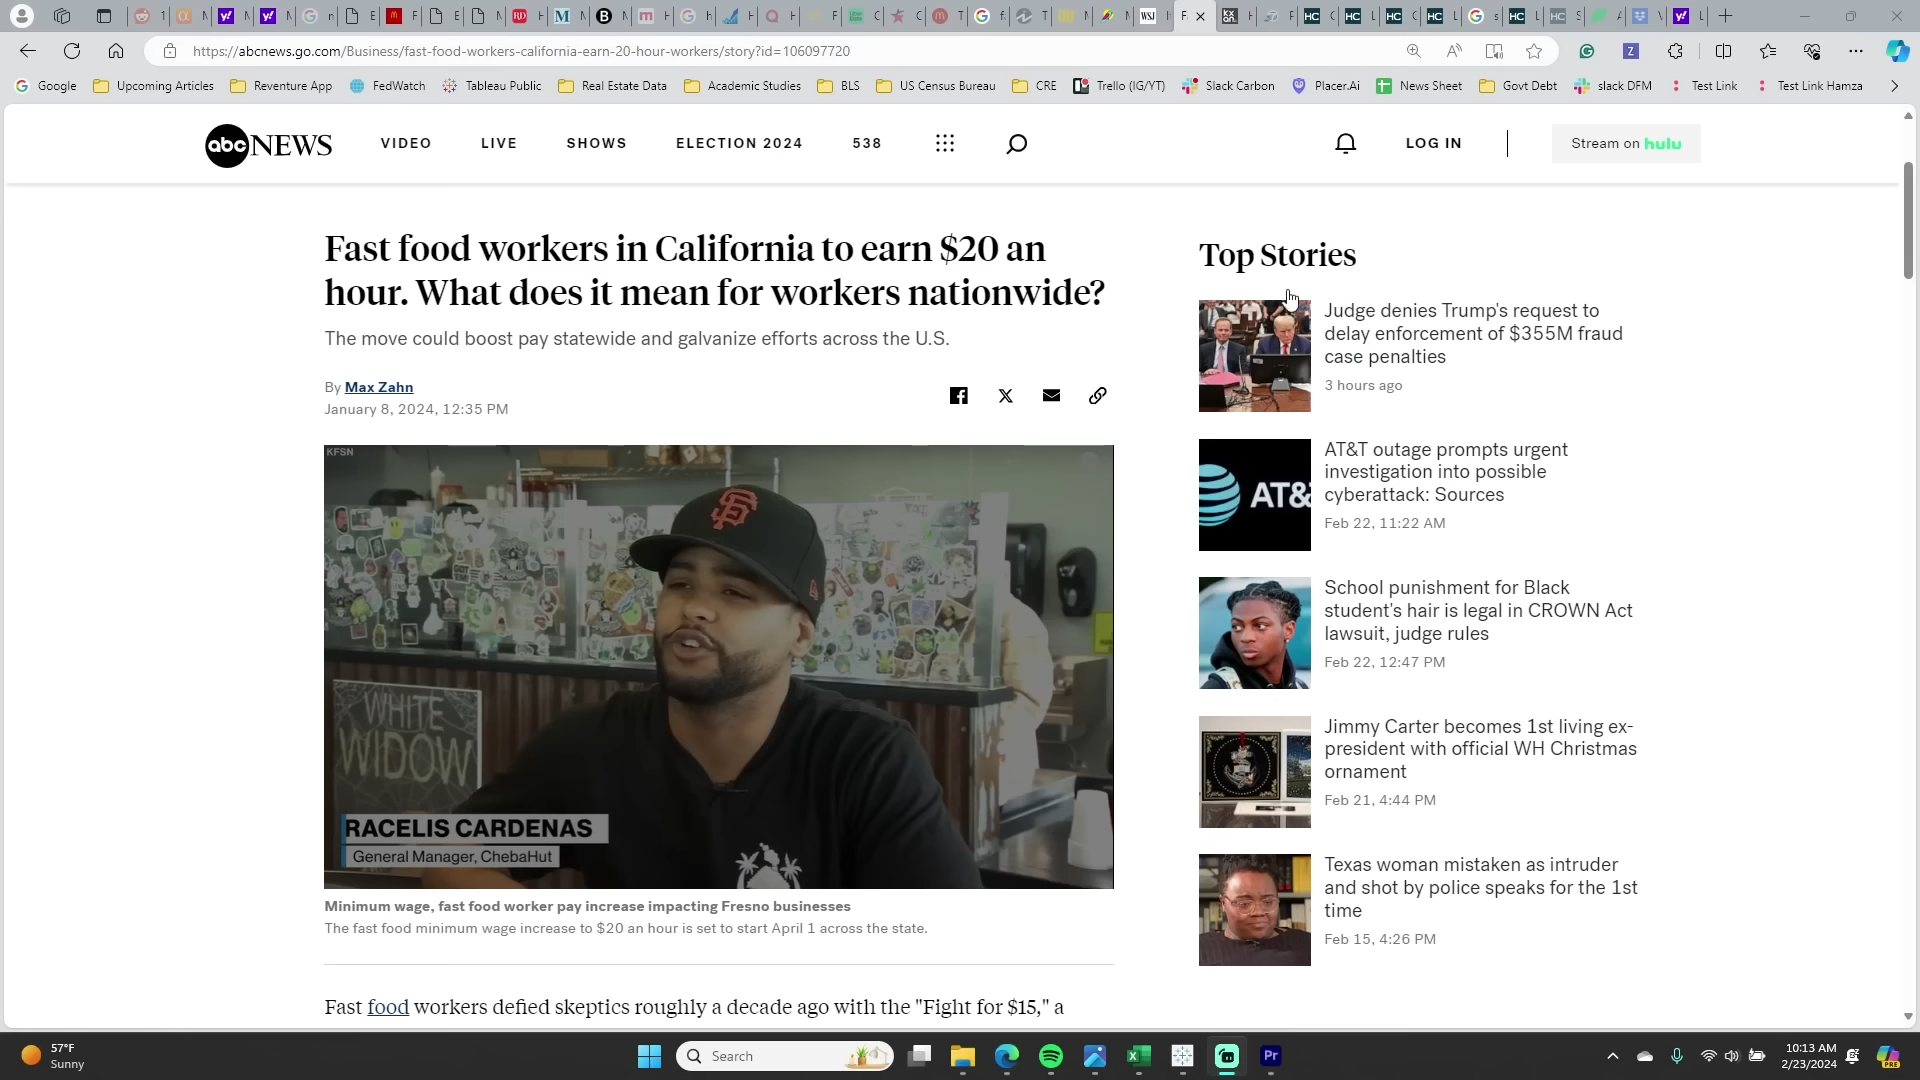 https://abcnews.go.com/Business/fast-food-workers-california-earn-20-hour-workers/story?id=106097720
Google
Upcoming Articles
Reventure App
FedWatch
Tableau Public
Real Estate Data
Academic Studies
BLS
US Census Bureau
CRE
Trello (IG/YT)
Slack Carbon
Placer.Ai
News Sheet
Govt Debt
slack DFM
Test Link
Test Link Hamza
abc NEWS
VIDEO
LIVE
SHOWS
ELECTION 2024
538
LOG IN
Stream on hulu
Fast food workers in California to earn $20 an
hour. What does it mean for workers nationwide?
The move could boost pay statewide and galvanize efforts across the U.S.
By Max Zahn
January 8, 2024, 12:35 PM
KFSN
WHITE
WIDOW
RACELIS CARDENAS
General Manager, ChebaHut
Minimum wage, fast food worker pay increase impacting Fresno businesses
The fast food minimum wage increase to $20 an hour is set to start April 1 across the state.
Fast food workers defied skeptics roughly a decade ago with the "Fight for $15," a
Top Stories
Judge denies Trump's request to
delay enforcement of $355M fraud
case penalties
3 hours ago
AT&T
AT&T outage prompts urgent
investigation into possible
cyberattack: Sources
Feb 22, 11:22 AM
School punishment for Black
student's hair is legal in CROWN Act
lawsuit, judge rules
Feb 22, 12:47 PM
Jimmy Carter becomes 1st living ex-
president with official WH Christmas
ornament
Feb 21, 4:44 PM
Texas woman mistaken as intruder
and shot by police speaks for the 1st
time
Feb 15, 4:26 PM
57°F
Sunny
Search
Pr
10:13 AM
2/23/2024